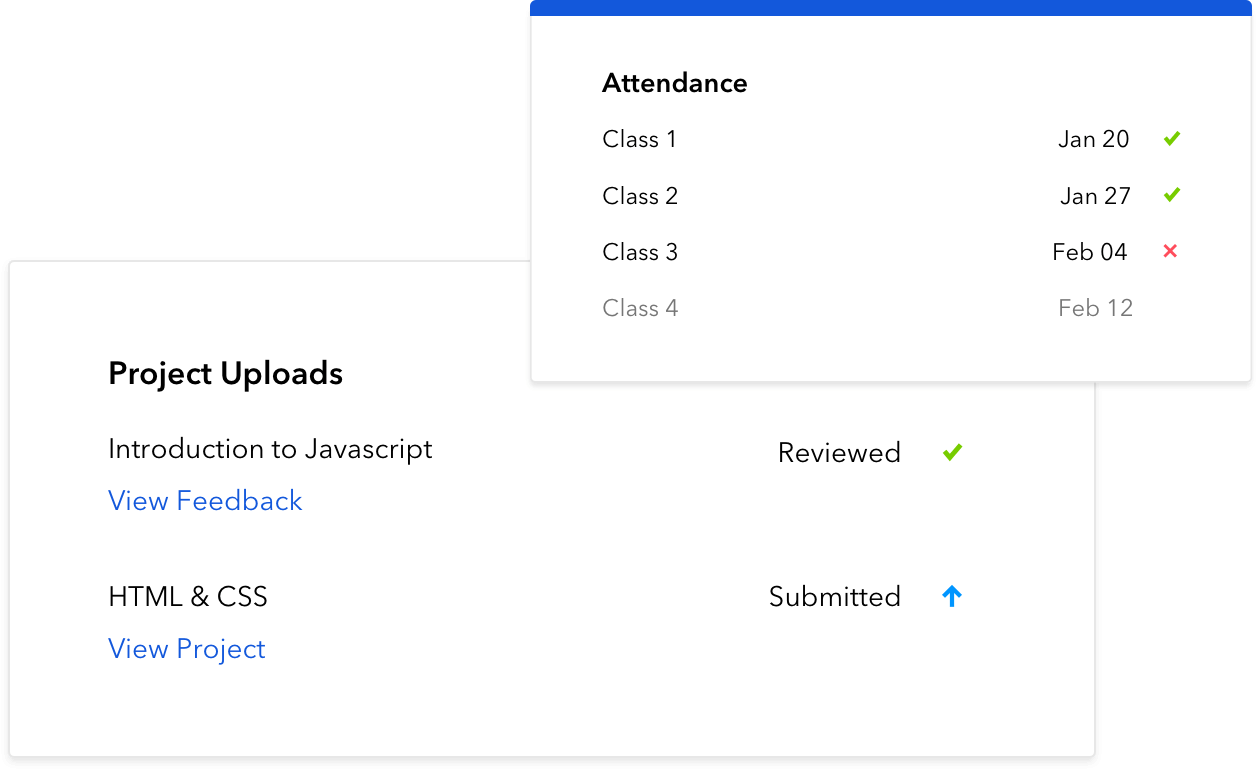 Attendance
Class 1 Jan 20
Class 2 Jan 27
Class 3 Feb 04
Class 4 Feb 12
Project Uploads
Introduction to Javascript Reviewed
View Feedback
HTML & CSS Submitted
View Project